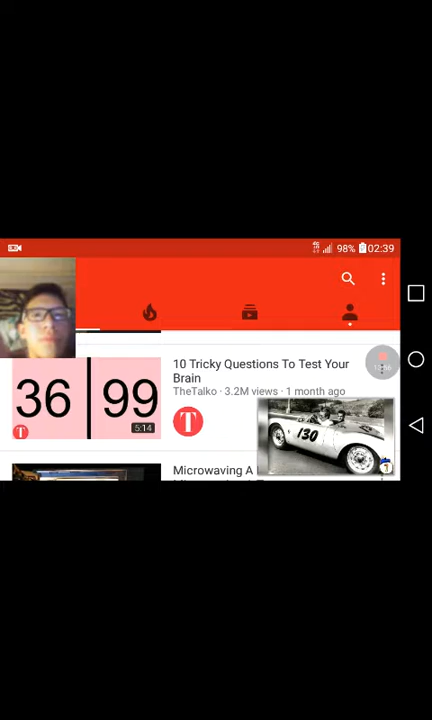 98% 02:39
10 Tricky Questions To Test Your
Brain
TheTalko · 3.2M views · 1 month ago
36 99
5:14
T
T
130
Microwaving A